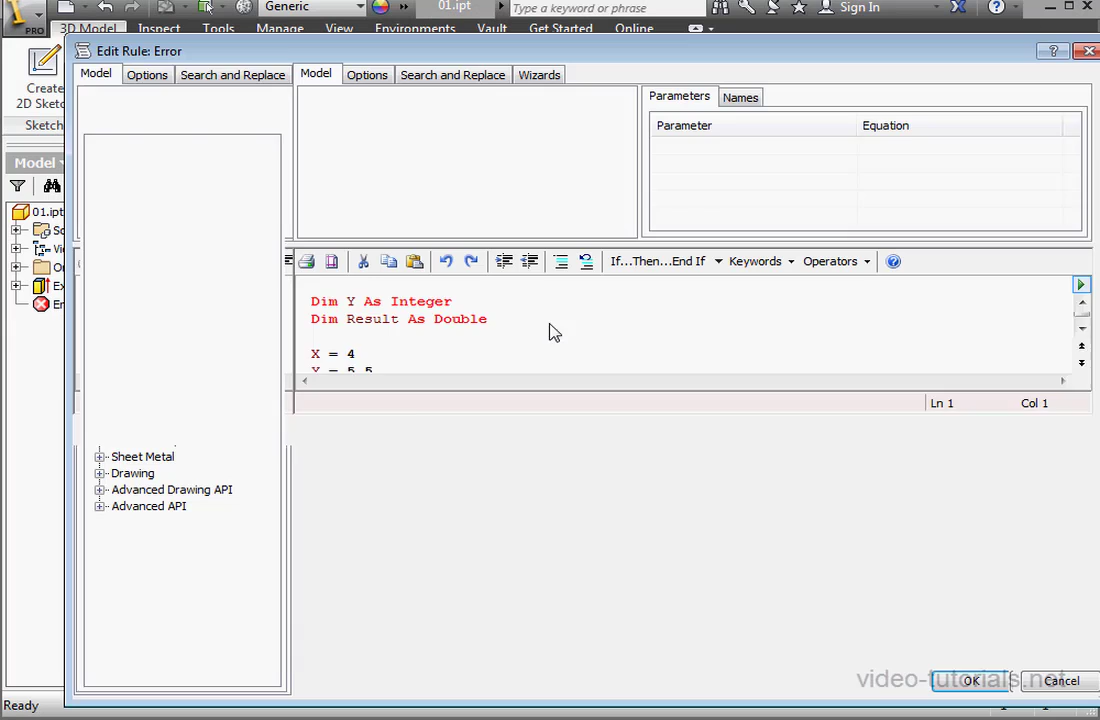 Generic
01.ipt
Type a keyword or phrase
Sign In
PRO
3D Model
Inspect
Tools
Manage
View
Environments
Vault
Get Started
Online
Edit Rule: Error
Create
2D Sketc
Sketch
Model
Options
Search and Replace
Model
Options
Search and Replace
Wizards
Parameters
Names
Parameter
Equation
Model
01.ipt
If...Then...End If
Keywords
Operators
Dim Y As Integer
Dim Result As Double
X = 4
Y = 5.5
Ln 1
Col 1
Sheet Metal
Drawing
Advanced Drawing API
Advanced API
video-tutorials.net
OK
Cancel
Ready